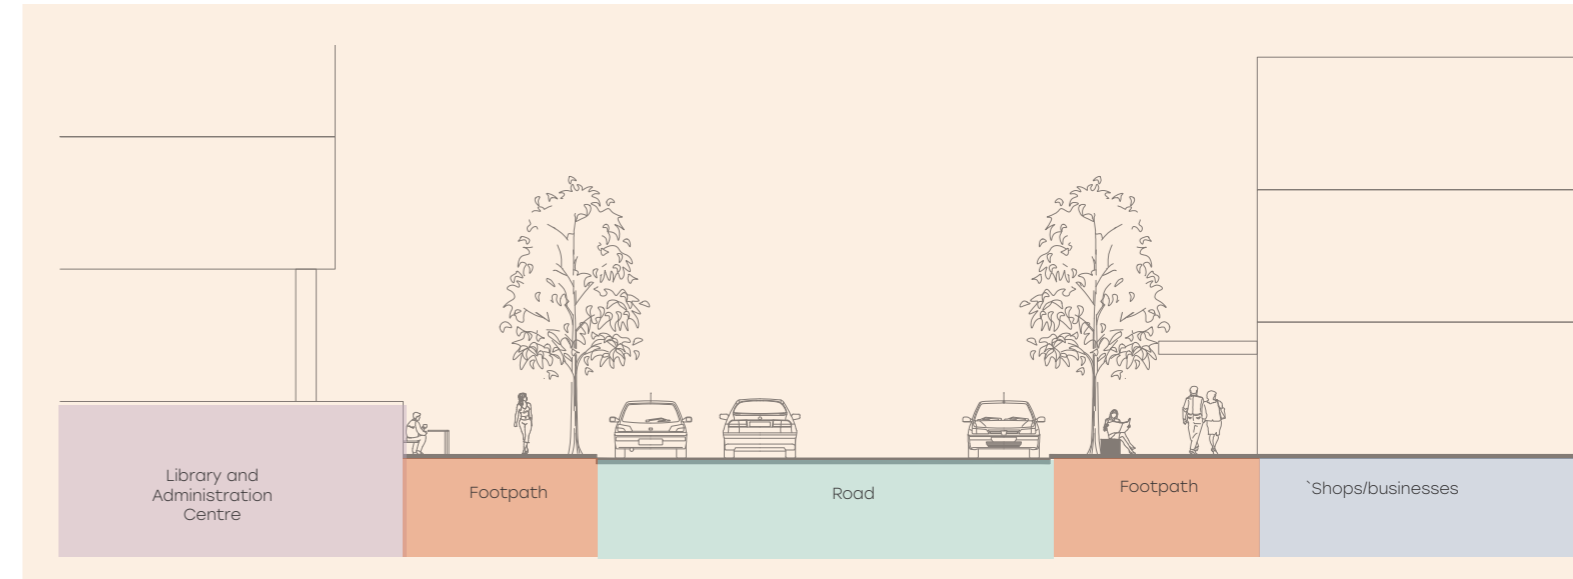 Library and
Administration
Centre
Footpath
Road
Footpath
`Shops/businesses